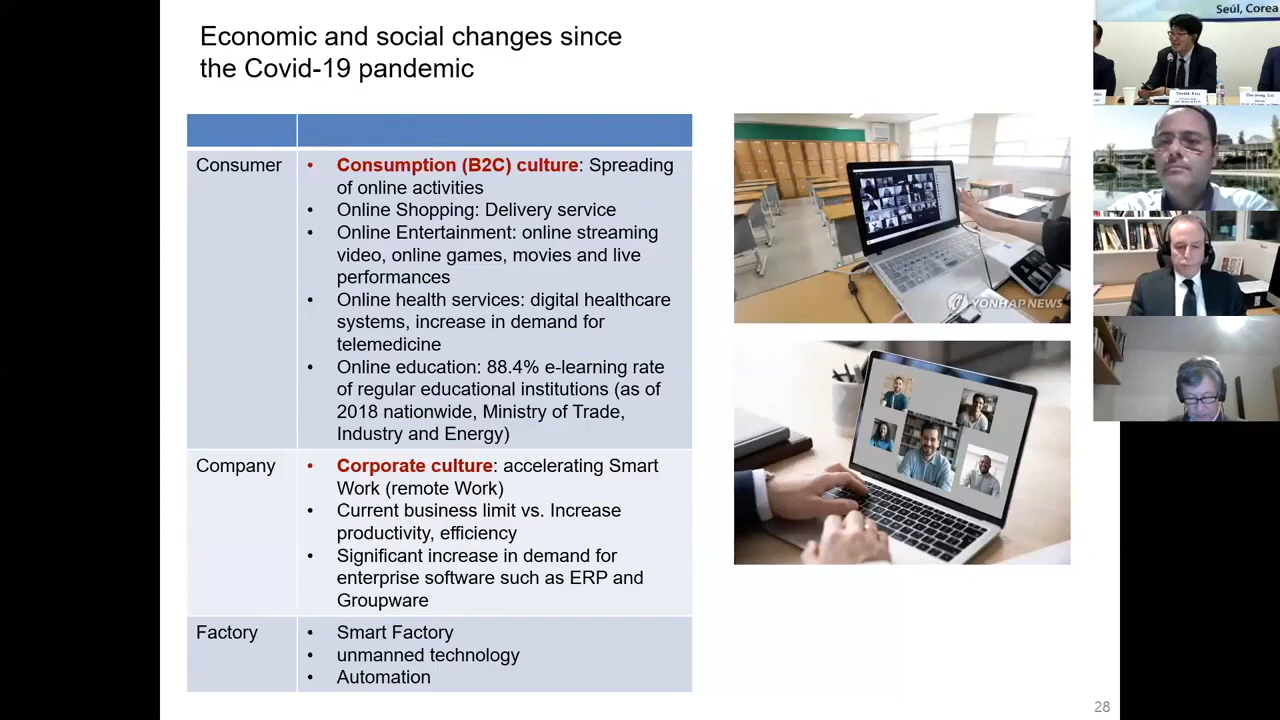 Economic and social changes since
the Covid-19 pandemic
Consumer
• Consumption (B2C) culture: Spreading
of online activities
• Online Shopping: Delivery service
• Online Entertainment: online streaming
video, online games, movies and live
performances
• Online health services: digital healthcare
systems, increase in demand for
telemedicine
• Online education: 88.4% e-learning rate
of regular educational institutions (as of
2018 nationwide, Ministry of Trade,
Industry and Energy)
Company
• Corporate culture: accelerating Smart
Work (remote Work)
• Current business limit vs. Increase
productivity, efficiency
• Significant increase in demand for
enterprise software such as ERP and
Groupware
Factory
• Smart Factory
• unmanned technology
• Automation
YONHAP NEWS
28
Seúl, Corea